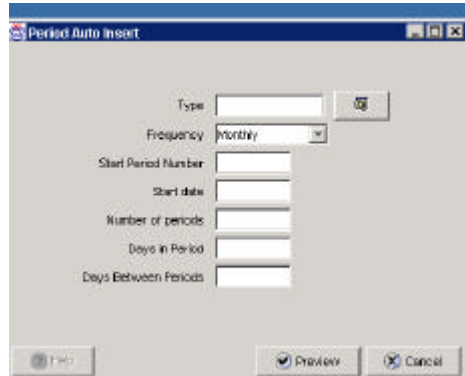 Period Auto Insert
Type
Frequency Monthly
Start Period Number
Start date
Number of periods
Days in Period
Days Between Periods
Help Preview Cancel